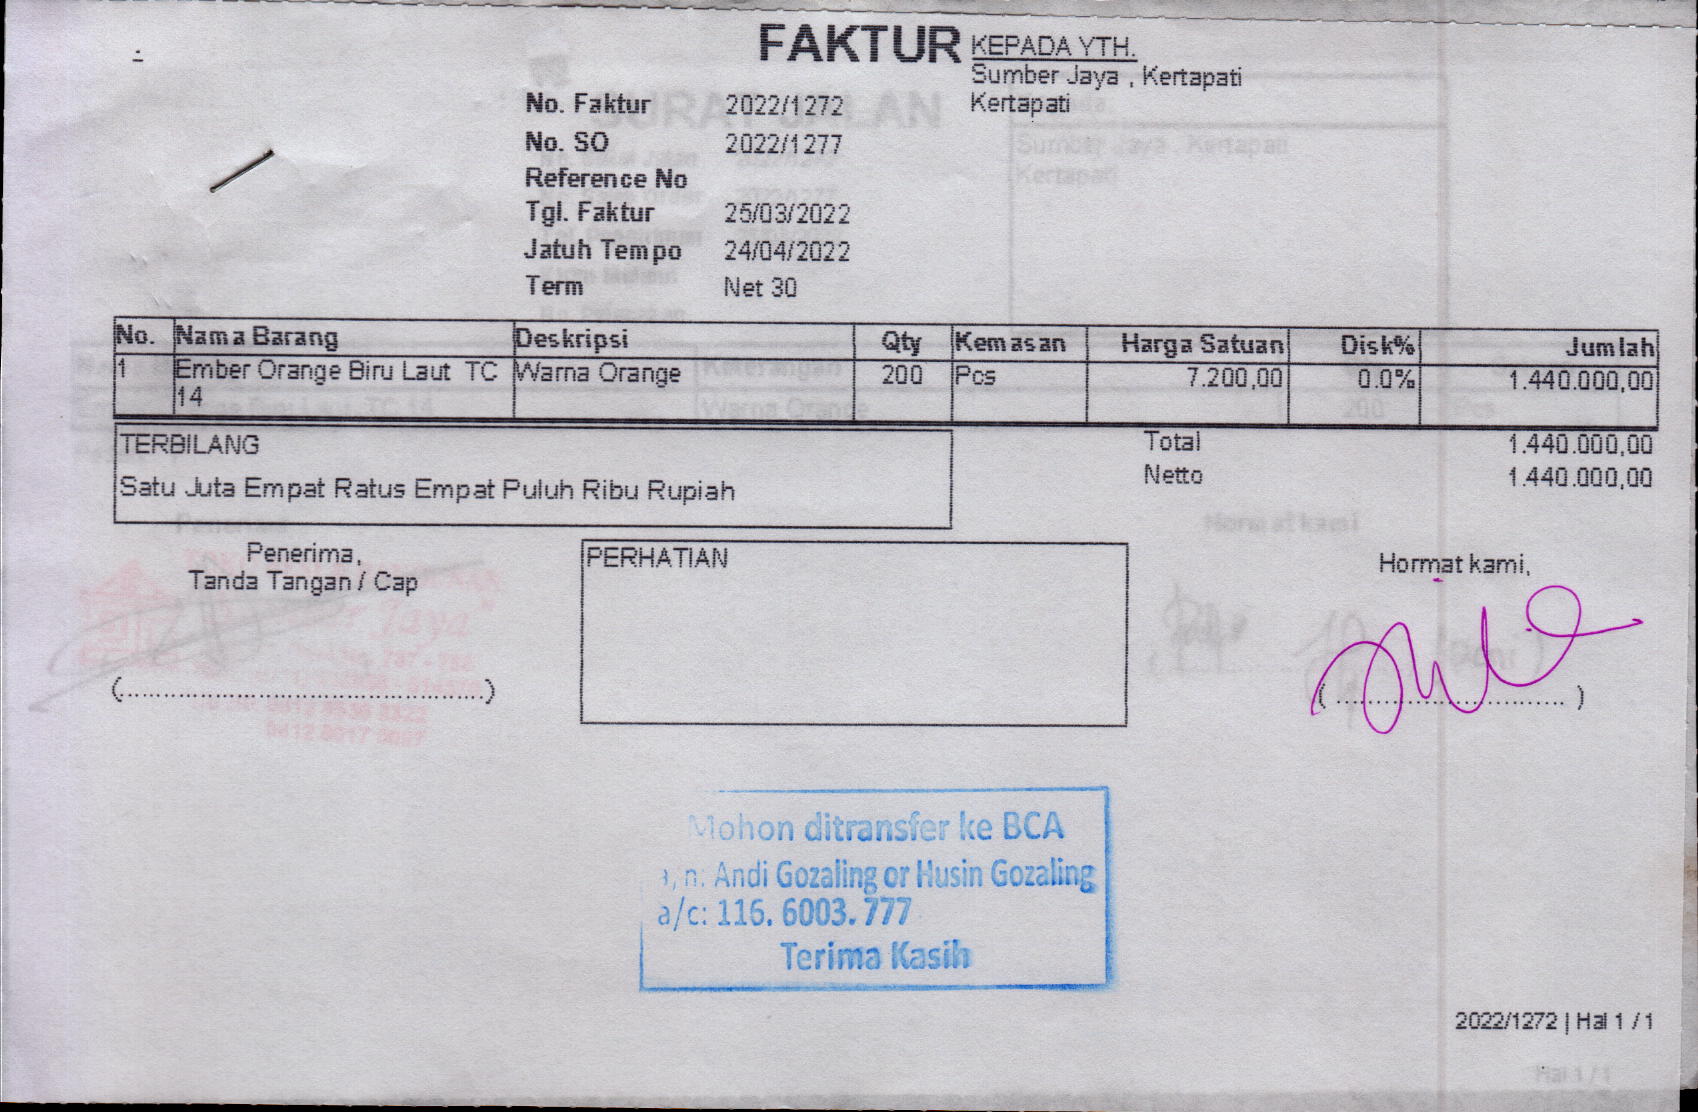 FAKTUR
KEPADA YTH.
Sumber Jaya , Kertapati
Kertapati
No. Faktur 2022/1272
No. SO 2022/1277
Reference No
Tgl. Faktur 25/03/2022
Jatuh Tempo 24/04/2022
Term Net 30
No. Nama Barang Deskripsi Qty Kemasan Harga Satuan Disk% Jumlah
1 Ember Orange Biru Laut TC Warna Orange 200 Pcs 7.200,00 0.0% 1.440.000,00
14
TERBILANG
Satu Juta Empat Ratus Empat Puluh Ribu Rupiah
Total 1.440.000,00
Netto 1.440.000,00
Penerima,
Tanda Tangan / Cap
(..................................................)
PERHATIAN
Hormat kami,
( .............................. )
Mohon ditransfer ke BCA
a/n: Andi Gozaling or Husin Gozaling
a/c: 116. 6003. 777
Terima Kasih
2022/1272 | Hal 1 / 1